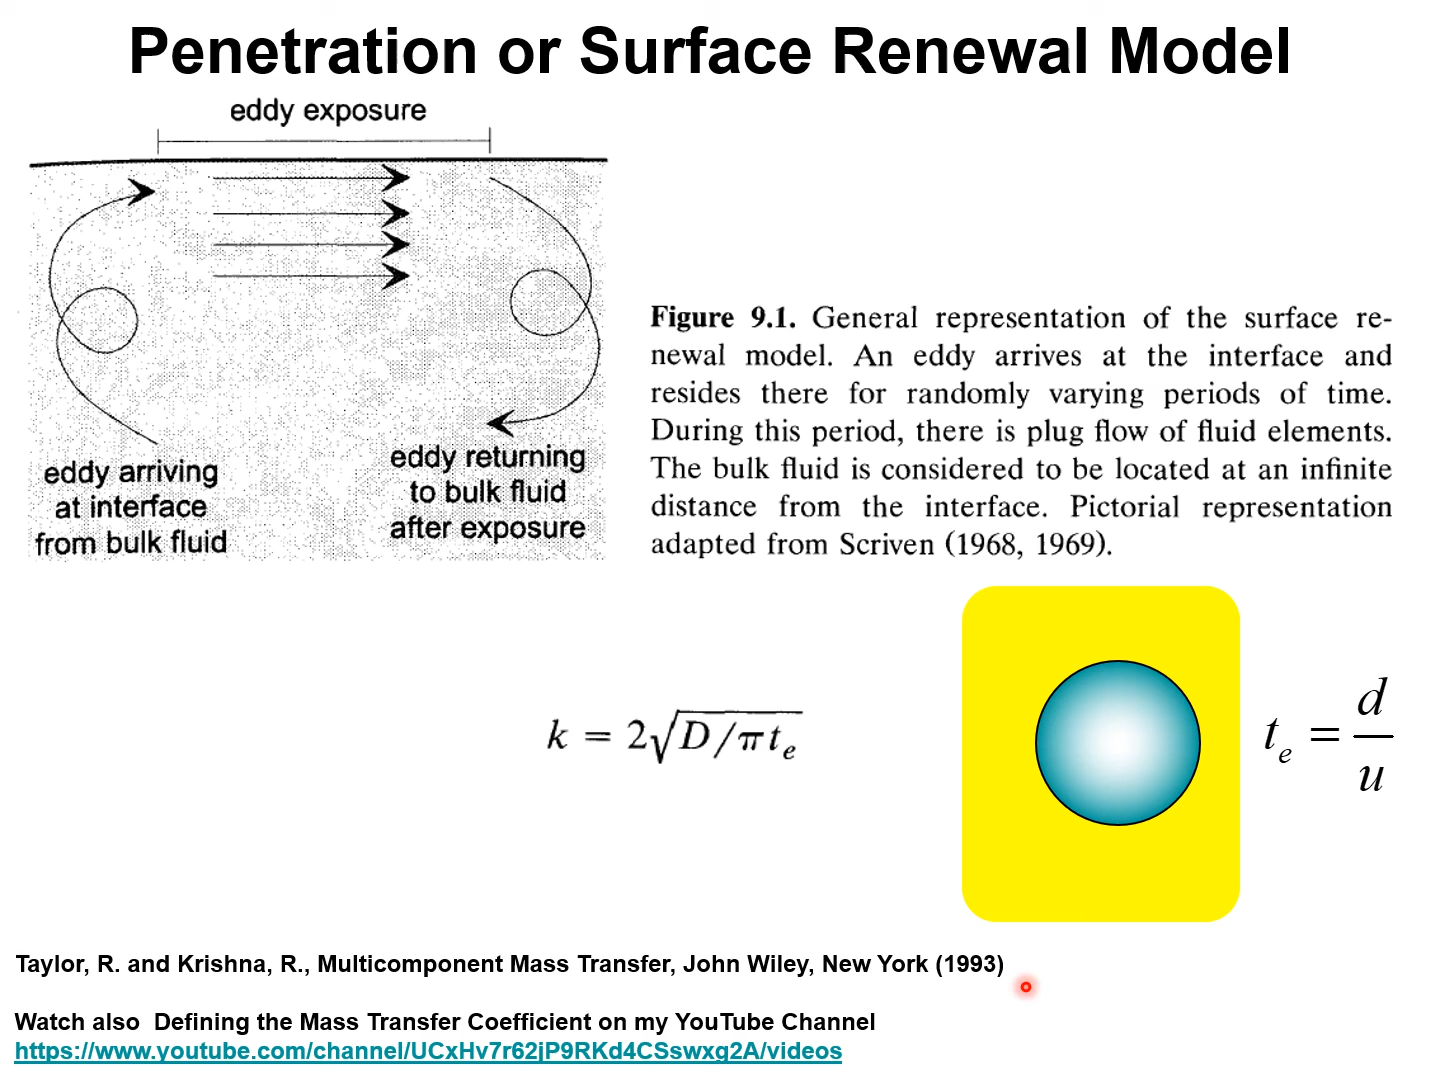 Penetration or Surface Renewal Model
eddy exposure
eddy arriving
at interface
from bulk fluid
eddy returning
to bulk fluid
after exposure
Figure 9.1. General representation of the surface re-
newal model. An eddy arrives at the interface and
resides there for randomly varying periods of time.
During this period, there is plug flow of fluid elements.
The bulk fluid is considered to be located at an infinite
distance from the interface. Pictorial representation
adapted from Scriven (1968, 1969).
k = 2√D/πtₑ
tₑ = d/u
Taylor, R. and Krishna, R., Multicomponent Mass Transfer, John Wiley, New York (1993)
Watch also  Defining the Mass Transfer Coefficient on my YouTube Channel
https://www.youtube.com/channel/UCxHv7r62jP9RKd4CSswxg2A/videos